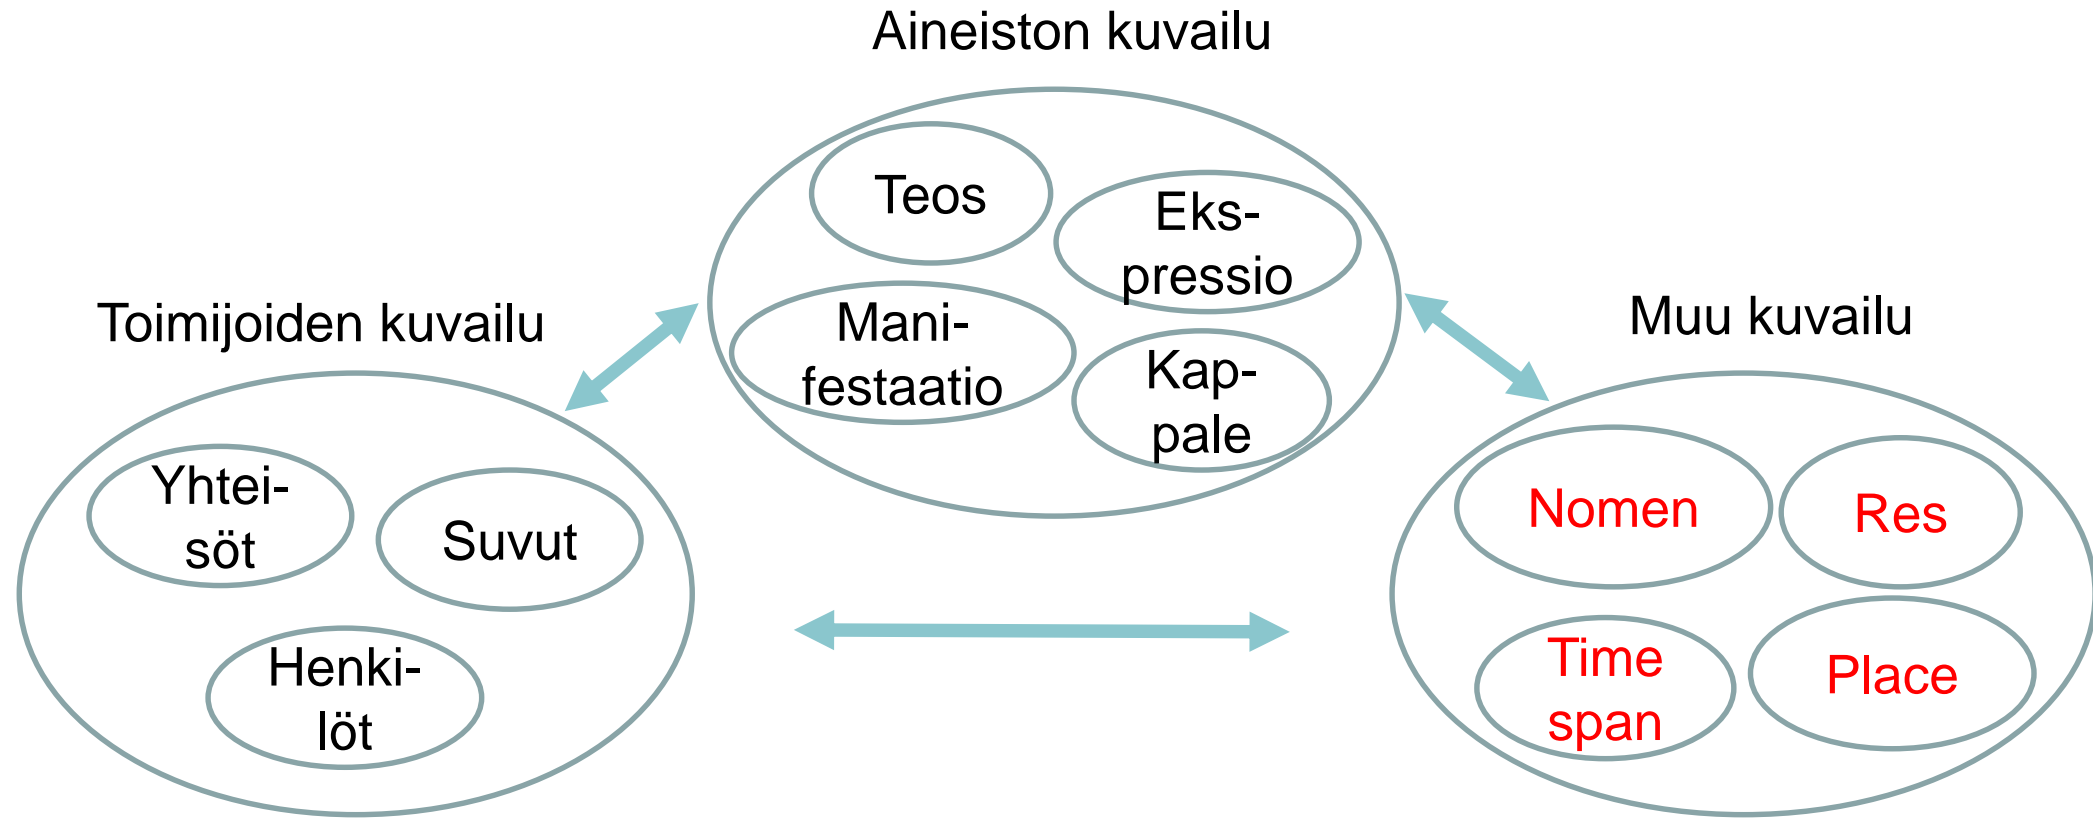 Aineiston kuvailu
Teos
Eks-
pressio
Mani-
festaatio
Kap-
pale
Toimijoiden kuvailu
Yhtei-
söt
Suvut
Henki-
löt
Muu kuvailu
Nomen
Res
Time
span
Place